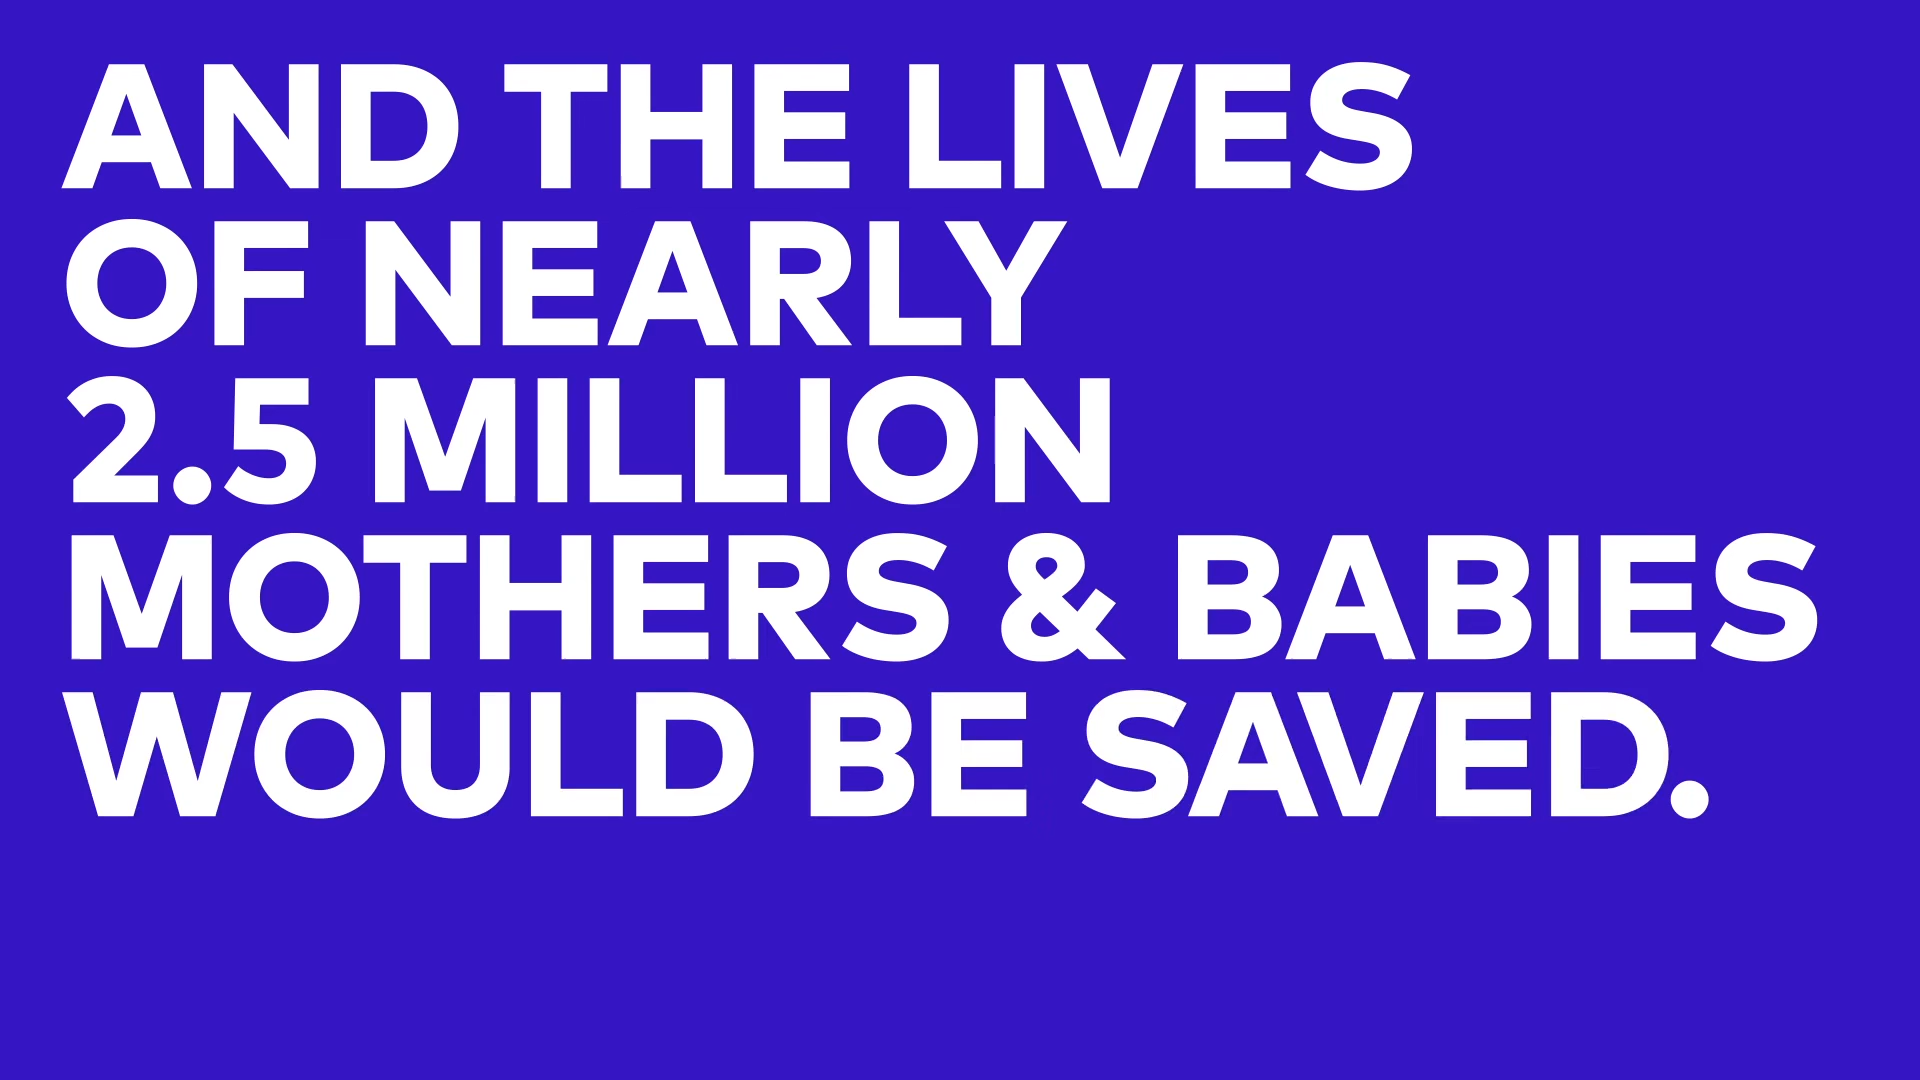 AND THE LIVES
OF NEARLY
2.5 MILLION
MOTHERS & BABIES
WOULD BE SAVED.